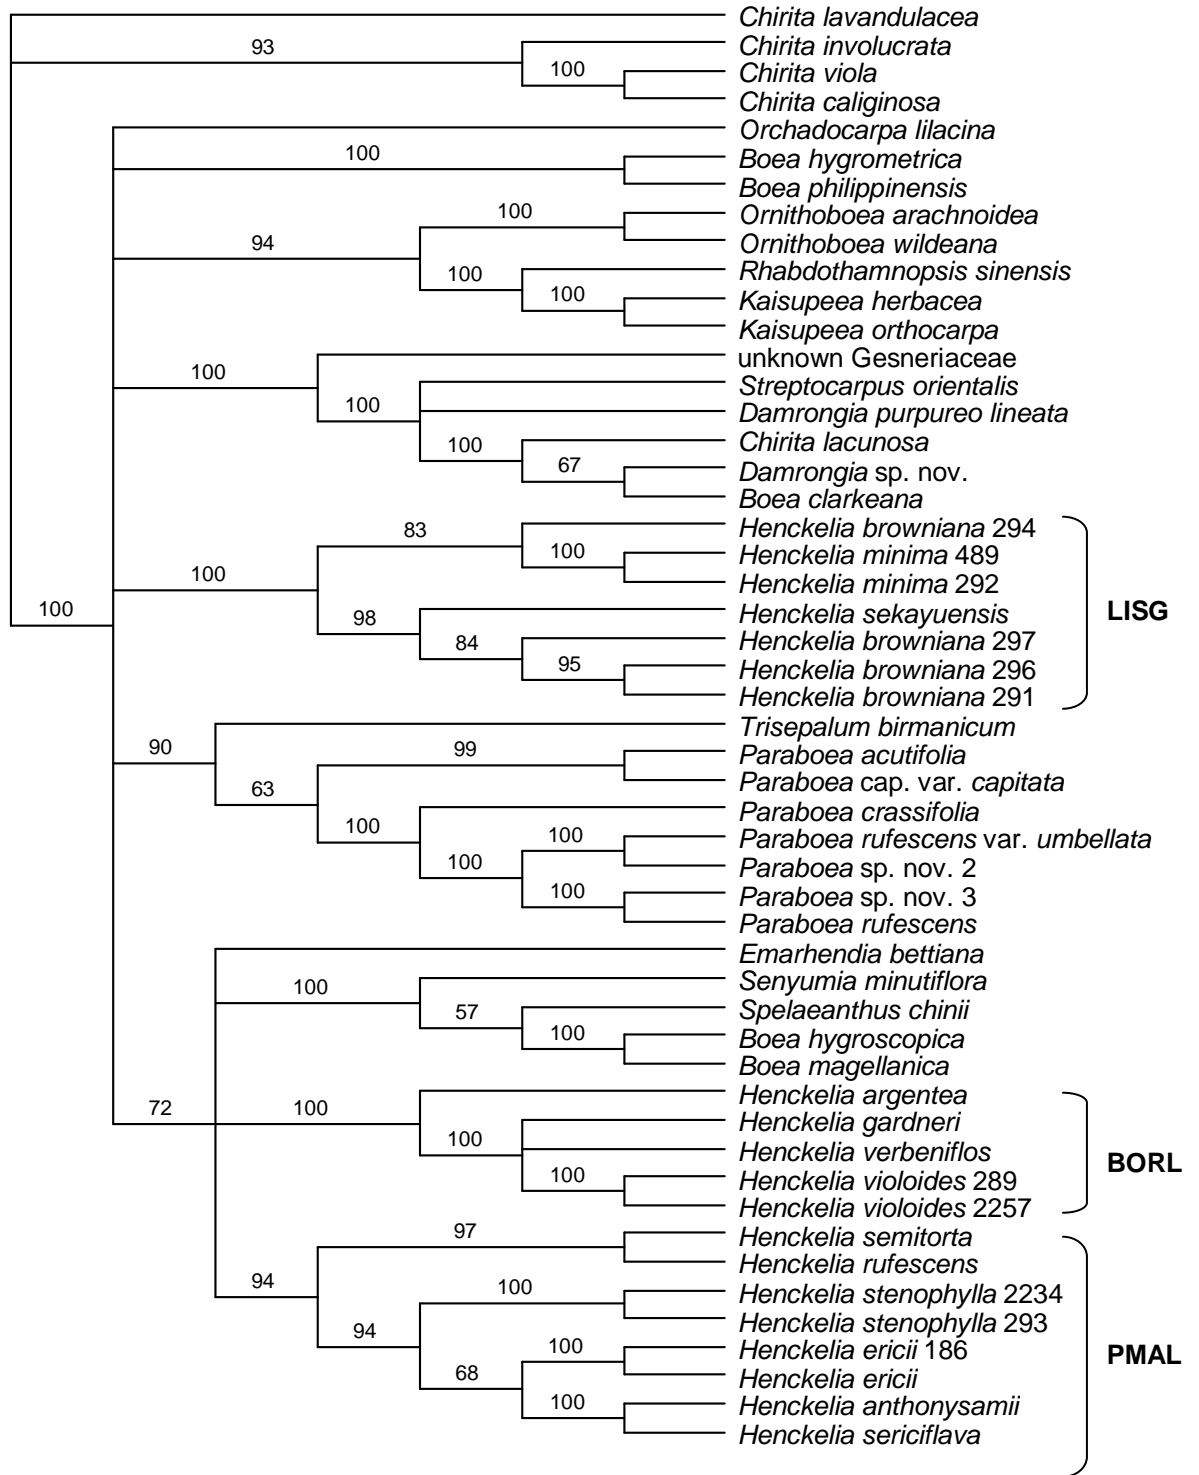 Chirita lavandulacea
93
Chirita involucrata
100
Chirita viola
Chirita caliginosa
Orchadocarpa lilacina
100
Boea hygrometrica
Boea philippinensis
100
Ornithoboea arachnoidea
94
Ornithoboea wildeana
100
Rhabdothamnopsis sinensis
100
Kaisupeea herbacea
Kaisupeea orthocarpa
unknown Gesneriaceae
100
Streptocarpus orientalis
100
Damrongia purpureo lineata
100
Chirita lacunosa
67
Damrongia sp. nov.
Boea clarkeana
83
Henckelia browniana 294
100
Henckelia minima 489
100
Henckelia minima 292
100
98
Henckelia sekayuensis
LISG
84
Henckelia browniana 297
95
Henckelia browniana 296
Henckelia browniana 291
Trisepalum birmanicum
90
99
Paraboea acutifolia
63
Paraboea cap. var. capitata
100
Paraboea crassifolia
100
Paraboea rufescens var. umbellata
100
Paraboea sp. nov. 2
100
Paraboea sp. nov. 3
Paraboea rufescens
Emarhendia bettiana
100
Senyumia minutiflora
57
Spelaeanthus chinii
100
Boea hygroscopica
Boea magellanica
72
100
Henckelia argentea
100
Henckelia gardneri
Henckelia verbeniflos
BORL
100
Henckelia violoides 289
Henckelia violoides 2257
97
Henckelia semitorta
Henckelia rufescens
94
100
Henckelia stenophylla 2234
94
Henckelia stenophylla 293
100
Henckelia ericii 186
PMAL
68
Henckelia ericii
100
Henckelia anthonysamii
Henckelia sericiflava